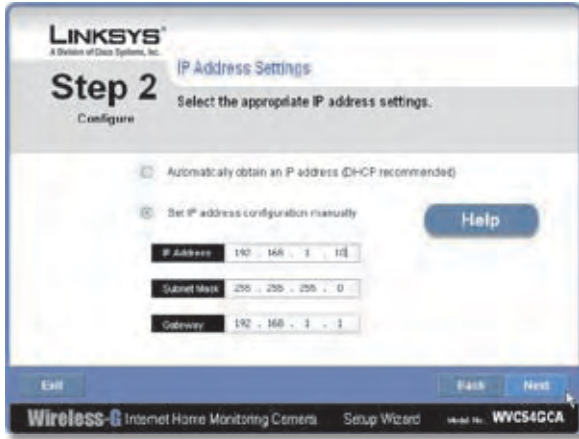 LINKSYS®
A Division of Cisco Systems, Inc.
Step 2
Configure
IP Address Settings
Select the appropriate IP address settings.
Automatically obtain an IP address (DHCP recommended)
Set IP address configuration manually
Help
IP Address 192 . 168 . 1 . 10
Subnet Mask 255 . 255 . 255 . 0
Gateway 192 . 168 . 1 . 1
Exit
Back
Next
Wireless-G Internet Home Monitoring Camera Setup Wizard Model No. WVC54GCA